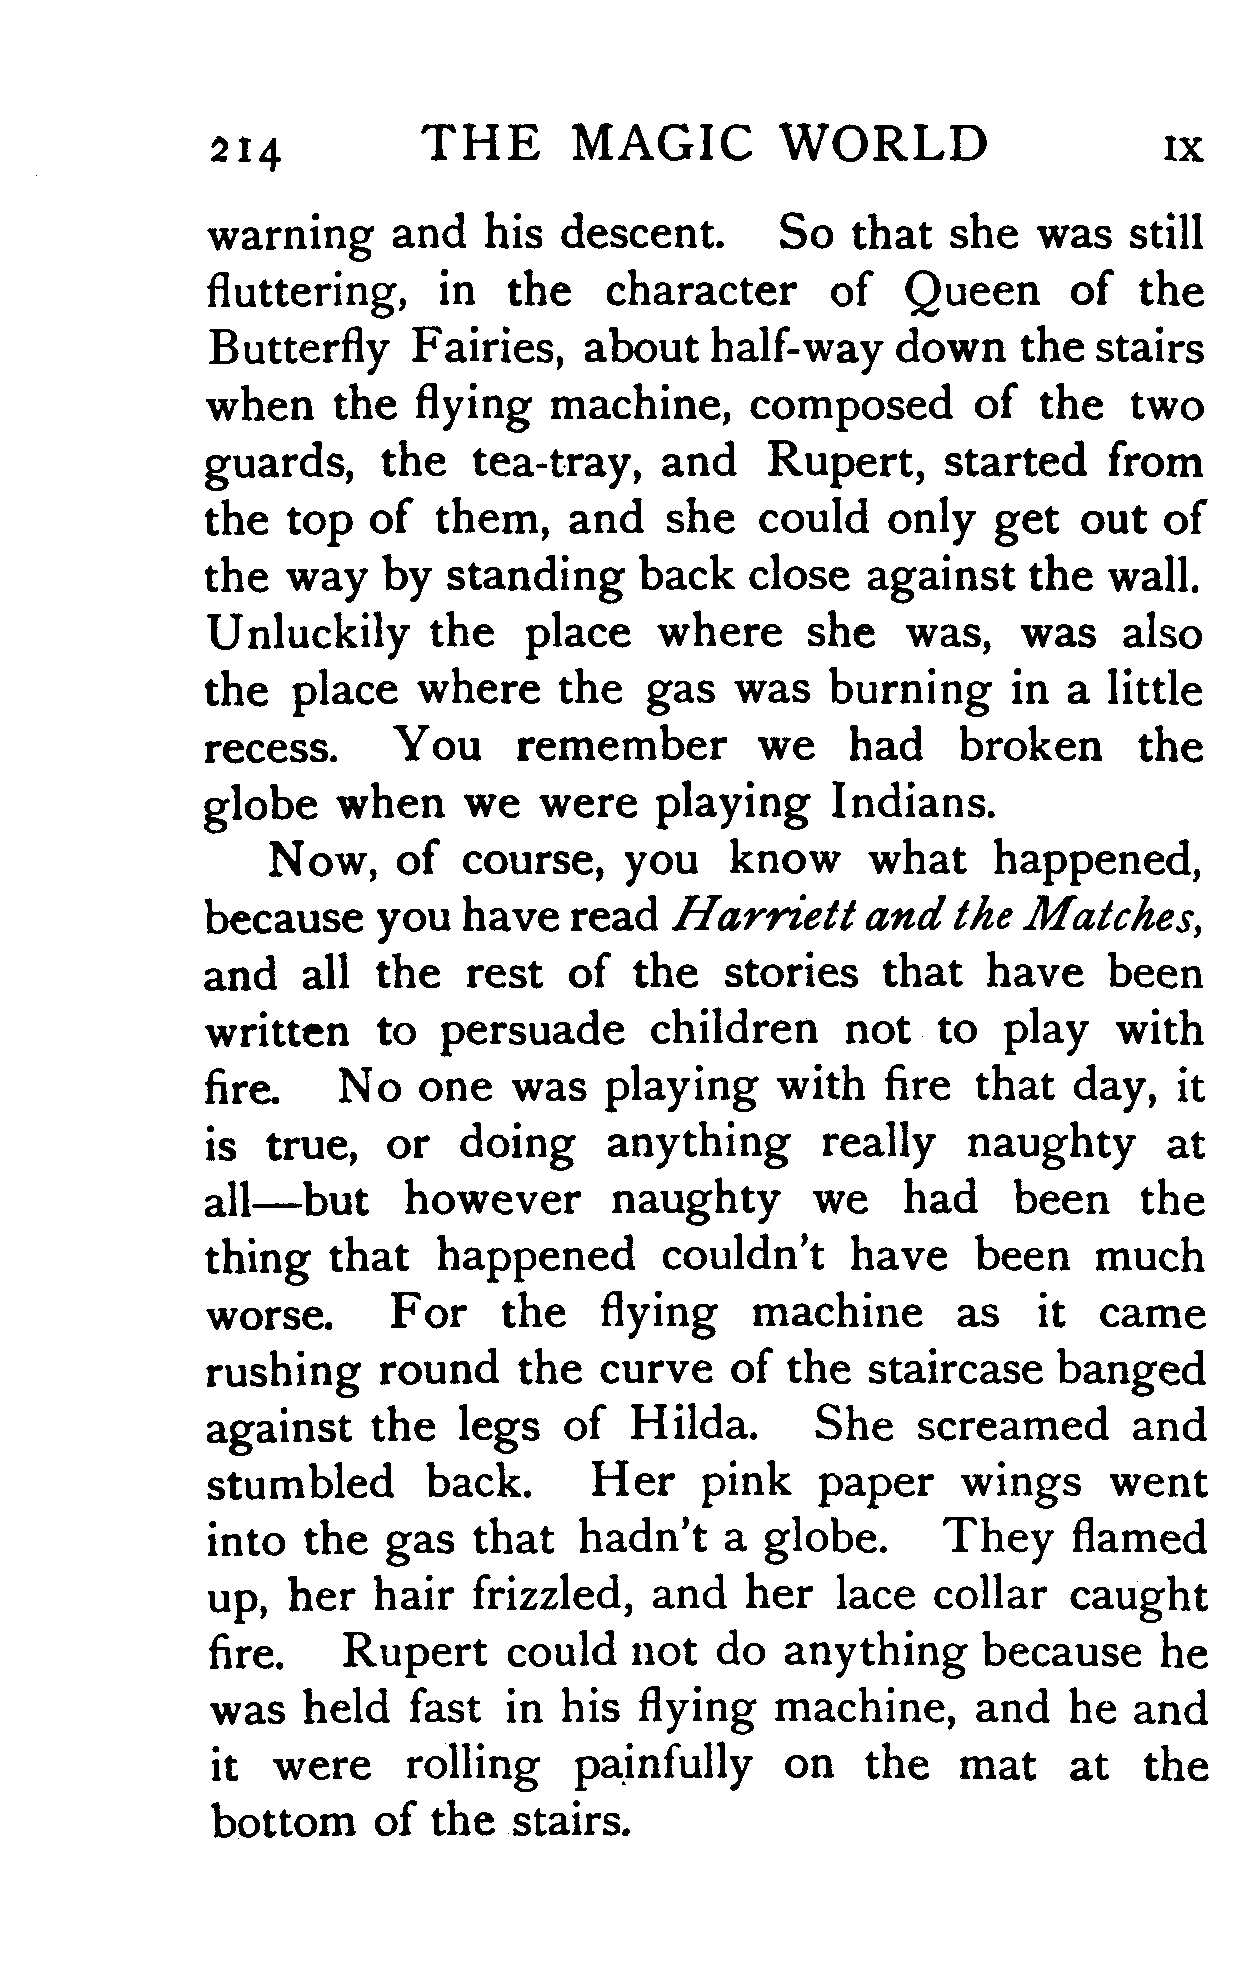 214 THE MAGIC WORLD IX
warning and his descent. So that she was still
fluttering, in the character of Queen of the
Butterfly Fairies, about half-way down the stairs
when the flying machine, composed of the two
guards, the tea-tray, and Rupert, started from
the top of them, and she could only get out of
the way by standing back close against the wall.
Unluckily the place where she was, was also
the place where the gas was burning in a little
recess. You remember we had broken the
globe when we were playing Indians.
Now, of course, you know what happened,
because you have read Harriett and the Matches,
and all the rest of the stories that have been
written to persuade children not to play with
fire. No one was playing with fire that day, it
is true, or doing anything really naughty at
all—but however naughty we had been the
thing that happened couldn't have been much
worse. For the flying machine as it came
rushing round the curve of the staircase banged
against the legs of Hilda. She screamed and
stumbled back. Her pink paper wings went
into the gas that hadn't a globe. They flamed
up, her hair frizzled, and her lace collar caught
fire. Rupert could not do anything because he
was held fast in his flying machine, and he and
it were rolling painfully on the mat at the
bottom of the stairs.